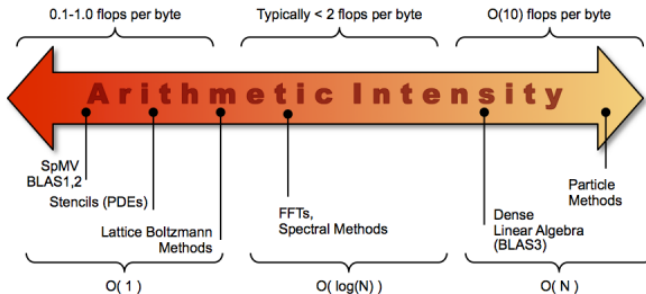 0.1-1.0 flops per byte
Typically < 2 flops per byte
O(10) flops per byte
Arithmetic Intensity
SpMV
BLAS1,2
Stencils (PDEs)
Lattice Boltzmann
Methods
FFTs,
Spectral Methods
Dense
Linear Algebra
(BLAS3)
Particle
Methods
O( 1 )
O( log(N) )
O( N )